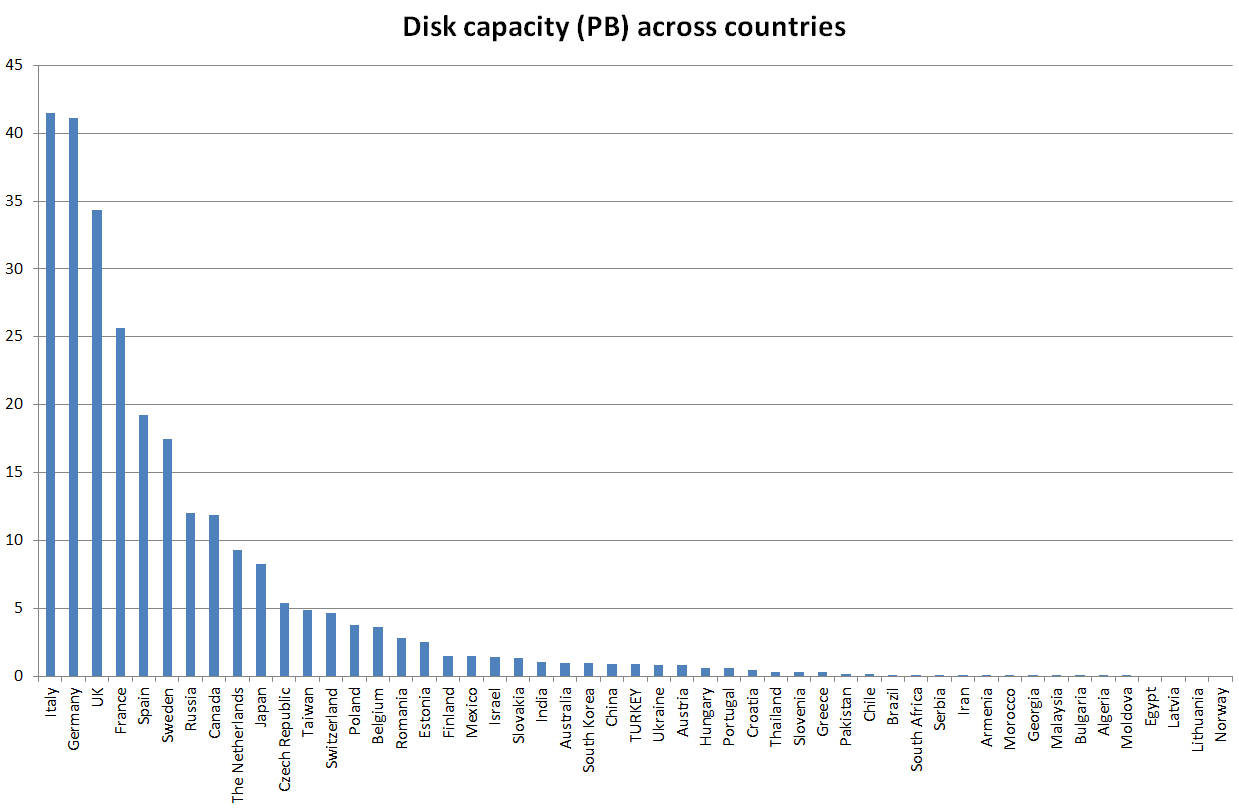 Disk capacity (PB) across countries
45
40
35
30
25
20
15
10
5
0
Italy
Germany
UK
France
Spain
Sweden
Russia
Canada
The Netherlands
Japan
Czech Republic
Taiwan
Switzerland
Poland
Belgium
Romania
Estonia
Finland
Mexico
Israel
Slovakia
India
Australia
South Korea
China
TURKEY
Ukraine
Austria
Hungary
Portugal
Croatia
Thailand
Slovenia
Greece
Pakistan
Chile
Brazil
South Africa
Serbia
Iran
Armenia
Morocco
Georgia
Malaysia
Bulgaria
Algeria
Moldova
Egypt
Latvia
Lithuania
Norway